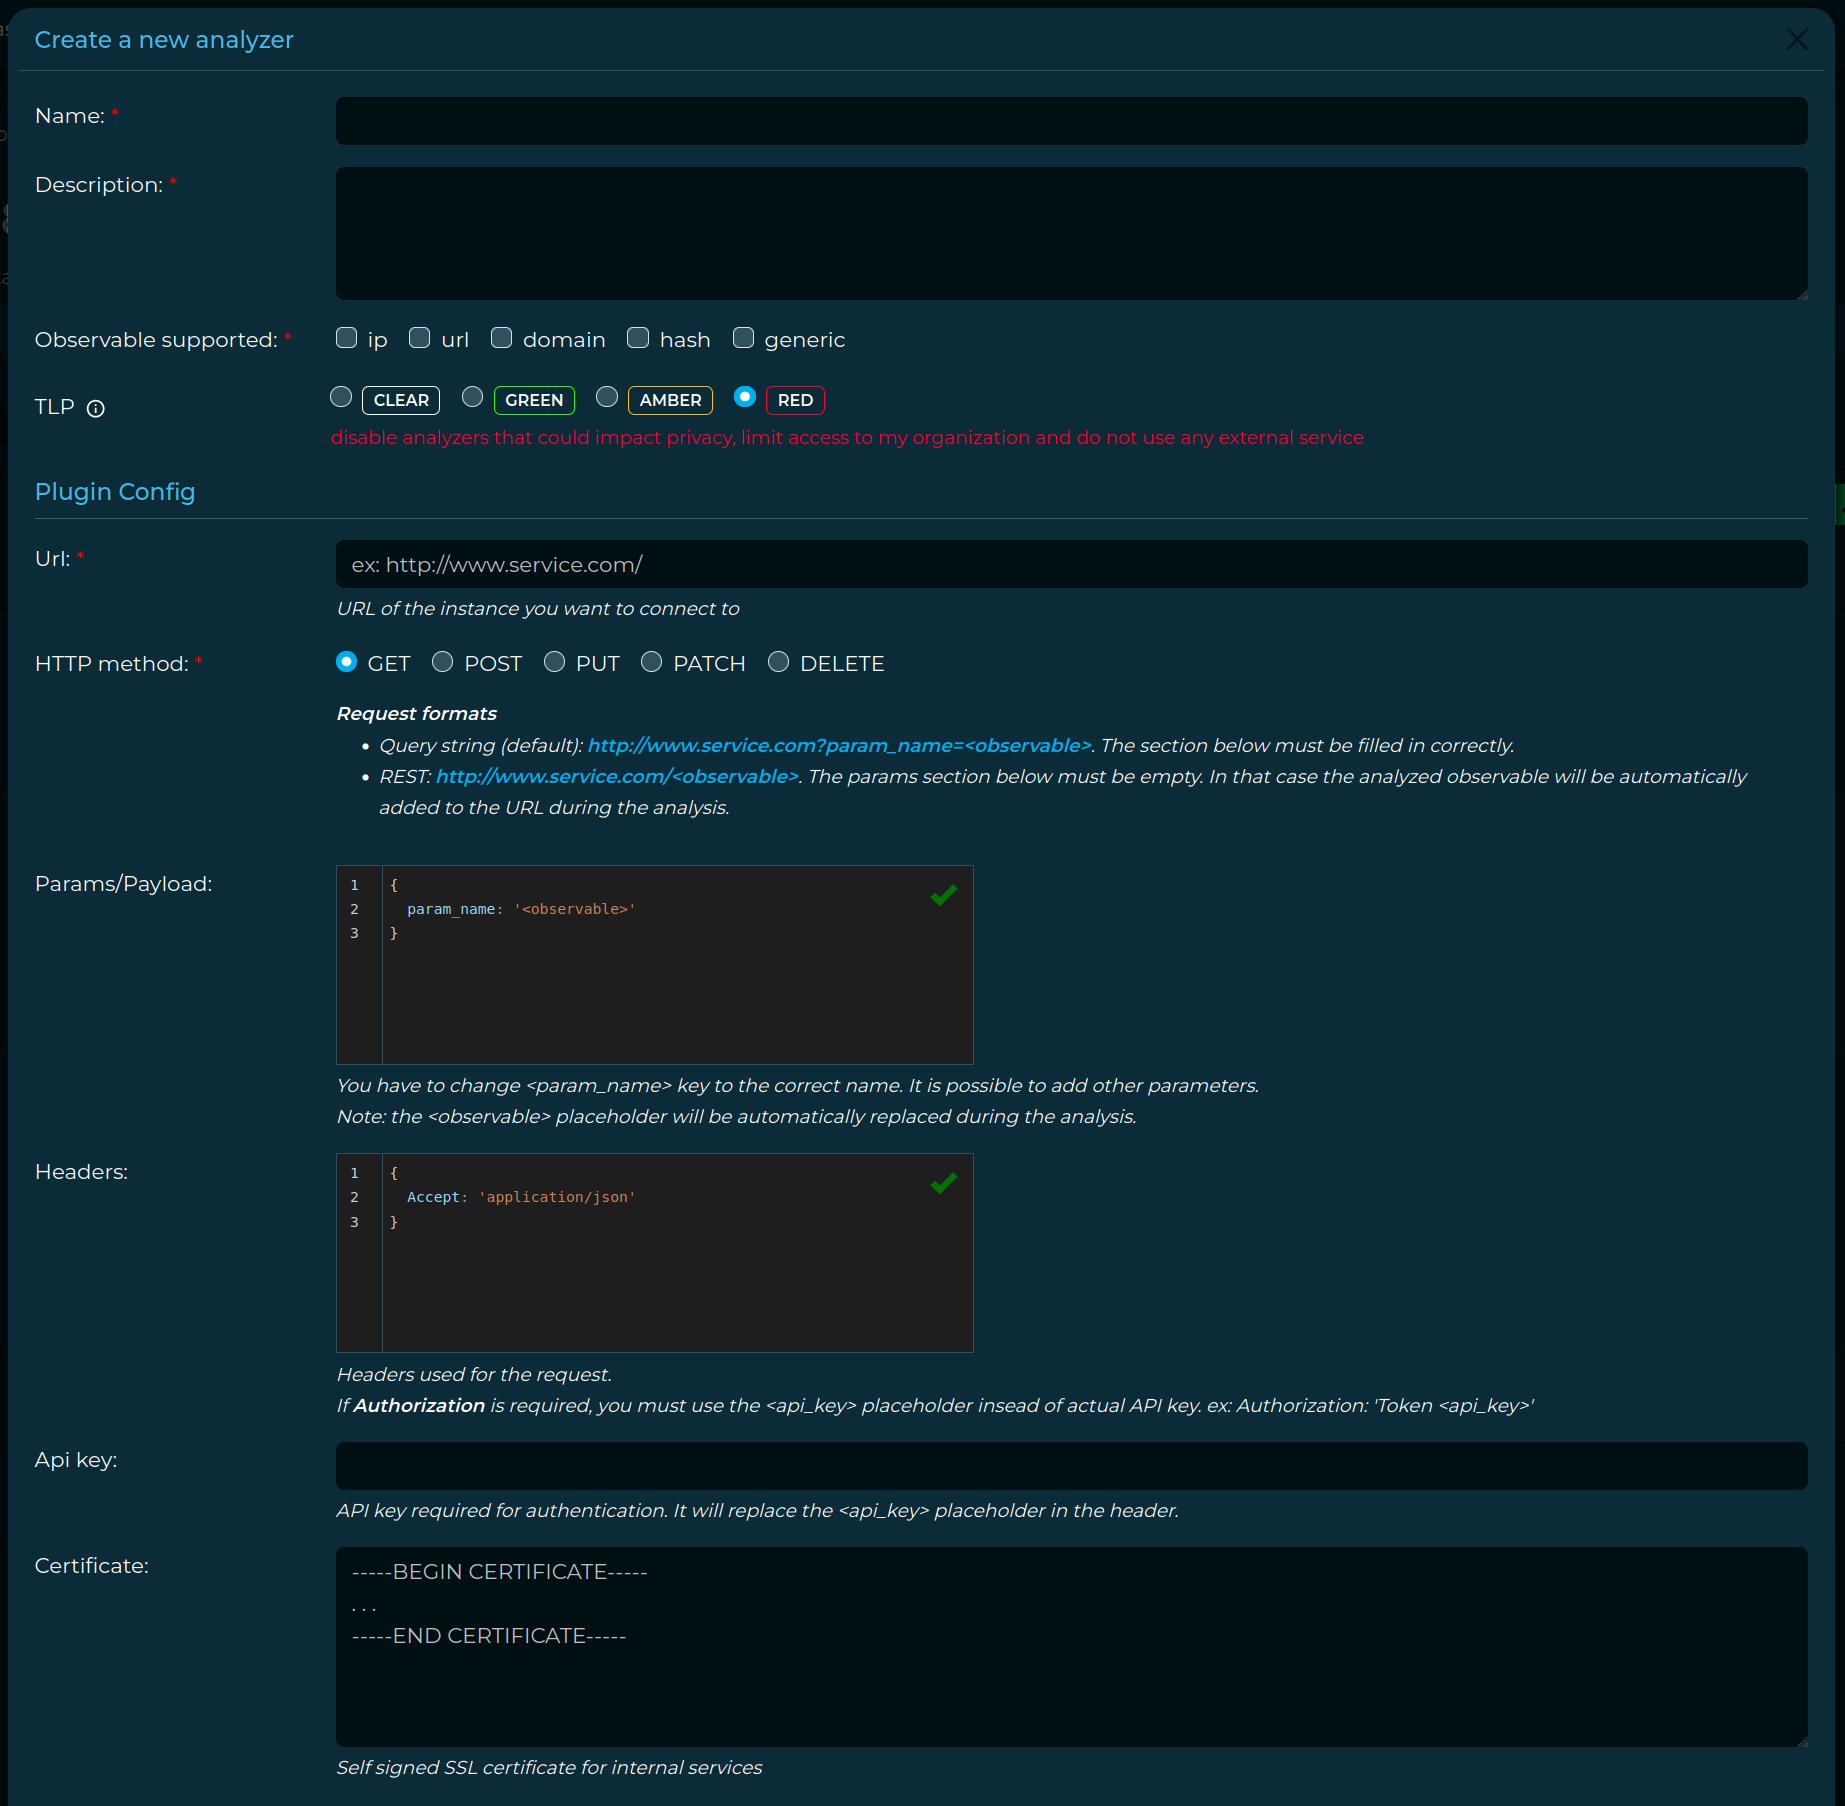 Create a new analyzer
Name: *
Description: *
Observable supported: * ip url domain hash generic
TLP CLEAR GREEN AMBER RED
disable analyzers that could impact privacy, limit access to my organization and do not use any external service
Plugin Config
Url: * ex: http://www.service.com/
URL of the instance you want to connect to
HTTP method: * GET POST PUT PATCH DELETE
Request formats
• Query string (default): http://www.service.com?param_name=<observable>. The section below must be filled in correctly.
• REST: http://www.service.com/<observable>. The params section below must be empty. In that case the analyzed observable will be automatically
added to the URL during the analysis.
Params/Payload:
1 {
2 param_name: '<observable>'
3 }
You have to change <param_name> key to the correct name. It is possible to add other parameters.
Note: the <observable> placeholder will be automatically replaced during the analysis.
Headers:
1 {
2 Accept: 'application/json'
3 }
Headers used for the request.
If Authorization is required, you must use the <api_key> placeholder insead of actual API key. ex: Authorization: 'Token <api_key>'
Api key:
API key required for authentication. It will replace the <api_key> placeholder in the header.
Certificate:
-----BEGIN CERTIFICATE-----
...
-----END CERTIFICATE-----
Self signed SSL certificate for internal services